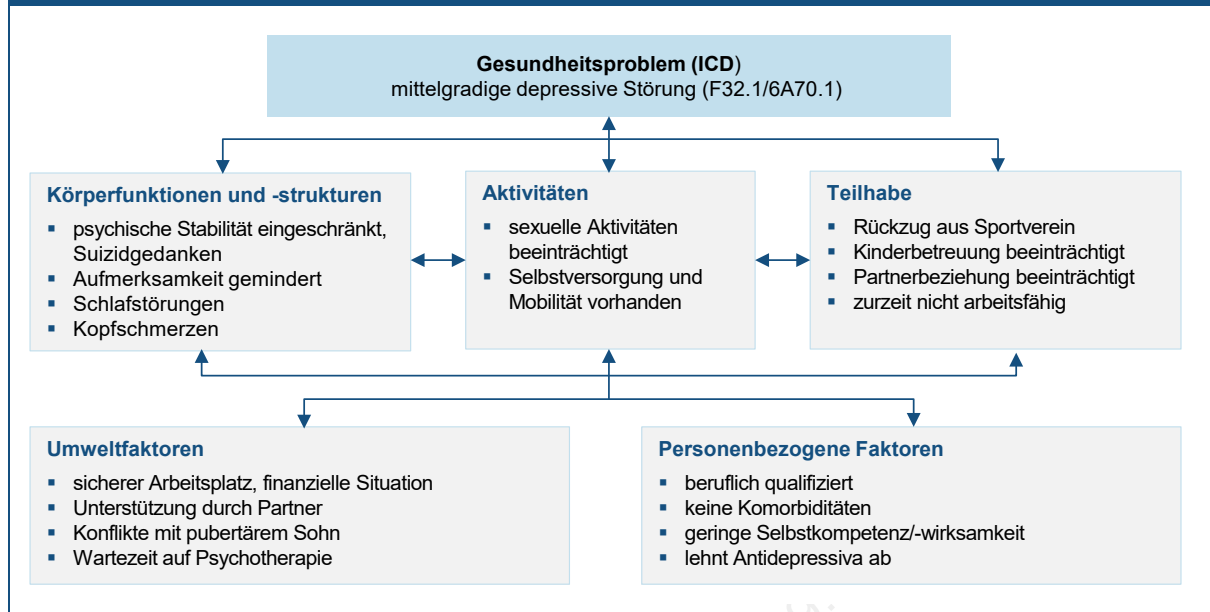 Gesundheitsproblem (ICD)
mittelgradige depressive Störung (F32.1/6A70.1)
Körperfunktionen und -strukturen
▪ psychische Stabilität eingeschränkt,
Suizidgedanken
▪ Aufmerksamkeit gemindert
▪ Schlafstörungen
▪ Kopfschmerzen
Aktivitäten
▪ sexuelle Aktivitäten
beeinträchtigt
▪ Selbstversorgung und
Mobilität vorhanden
Teilhabe
▪ Rückzug aus Sportverein
▪ Kinderbetreuung beeinträchtigt
▪ Partnerbeziehung beeinträchtigt
▪ zurzeit nicht arbeitsfähig
Umweltfaktoren
▪ sicherer Arbeitsplatz, finanzielle Situation
▪ Unterstützung durch Partner
▪ Konflikte mit pubertärem Sohn
▪ Wartezeit auf Psychotherapie
Personenbezogene Faktoren
▪ beruflich qualifiziert
▪ keine Komorbiditäten
▪ geringe Selbstkompetenz/-wirksamkeit
▪ lehnt Antidepressiva ab